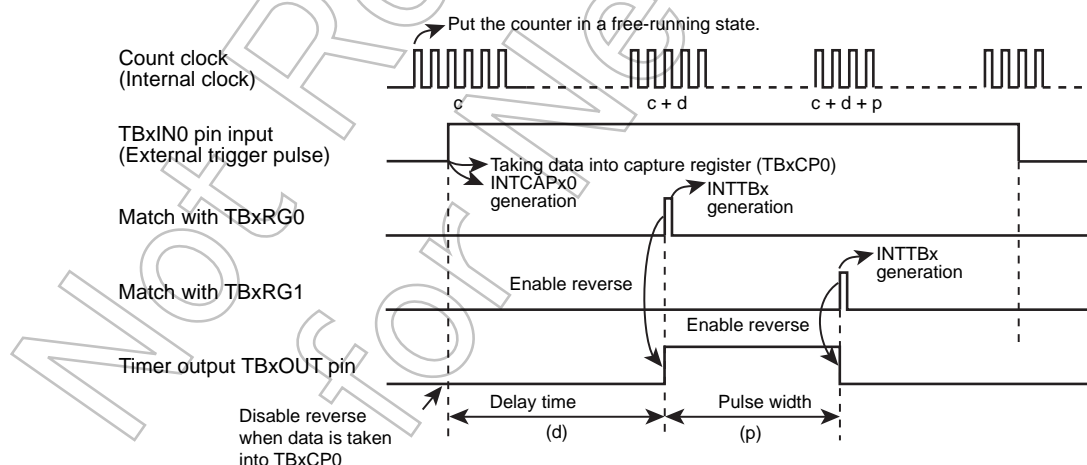 Put the counter in a free-running state.
Count clock
(Internal clock)
c
c + d
c + d + p
TBxIN0 pin input
(External trigger pulse)
Taking data into capture register (TBxCP0)
INTCAPx0
generation
INTTBx
generation
Match with TBxRG0
INTTBx
generation
Enable reverse
Match with TBxRG1
Enable reverse
Timer output TBxOUT pin
Disable reverse
when data is taken
into TBxCP0
Delay time
(d)
Pulse width
(p)